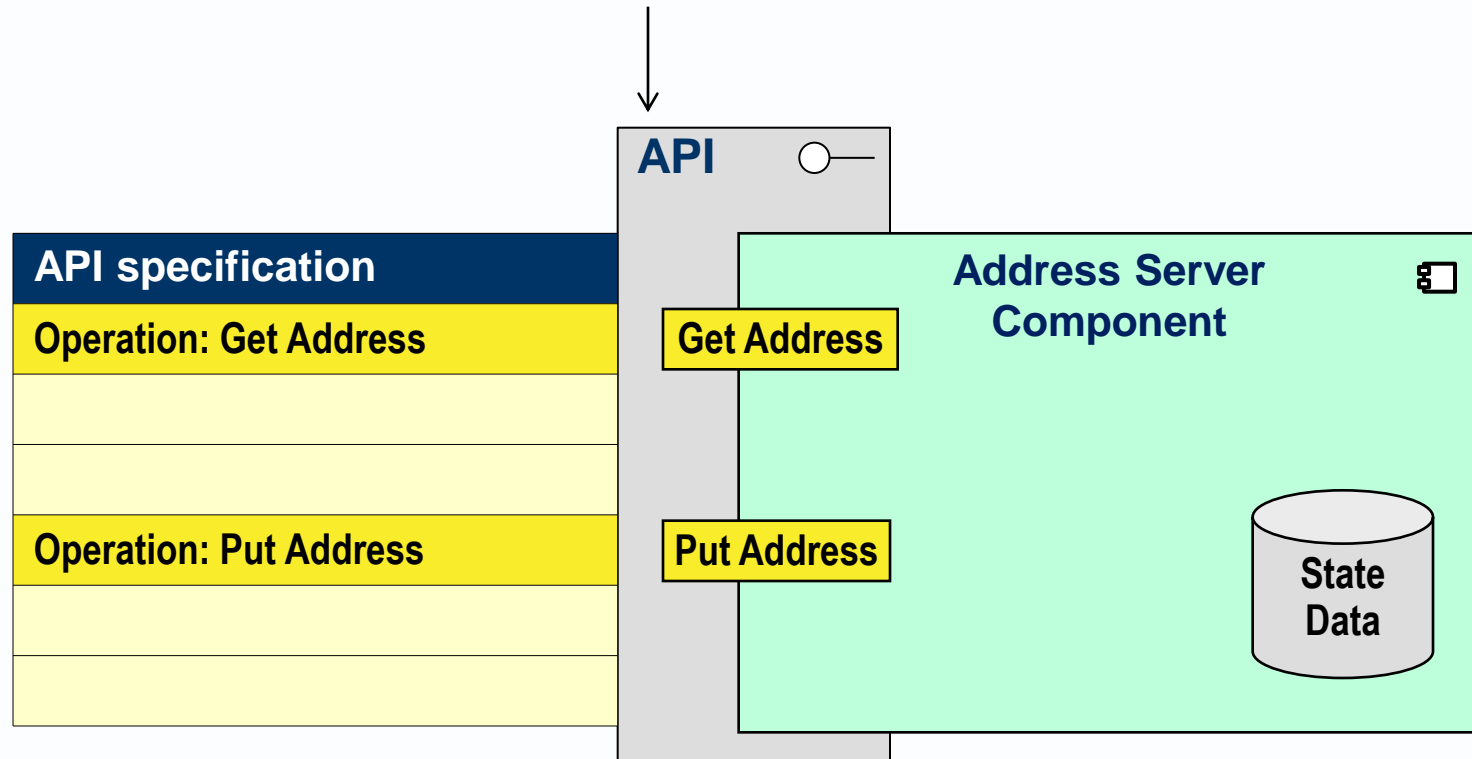 API
API specification
Operation: Get Address
Operation: Put Address
Get Address
Put Address
Address Server
Component
State
Data